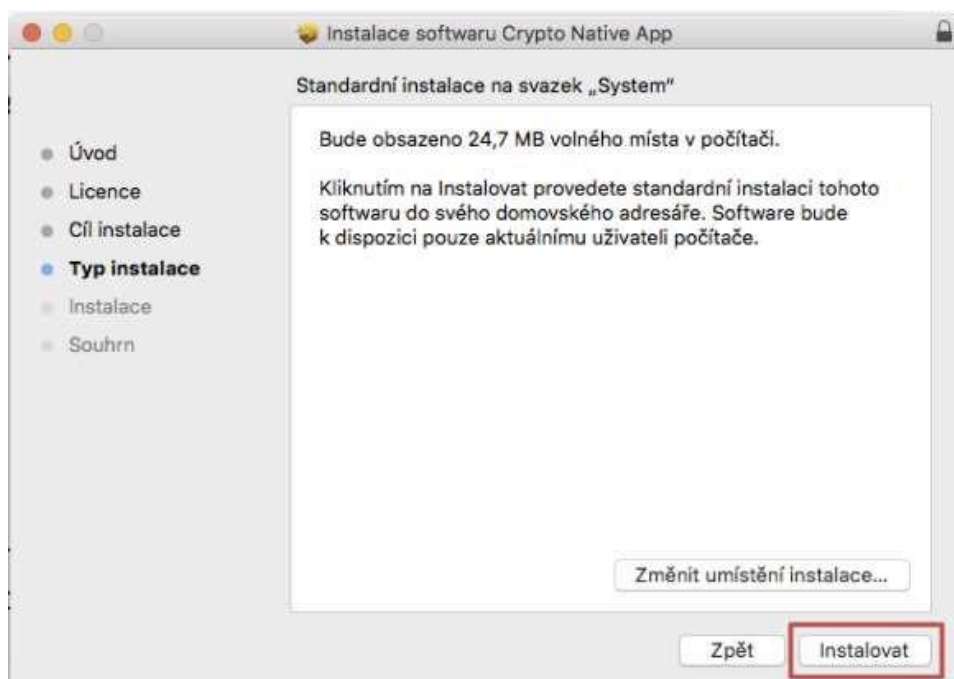 Instalace softwaru Crypto Native App
Standardní instalace na svazek „System“
Úvod
Licence
Cíl instalace
Typ instalace
Instalace
Souhrn
Bude obsazeno 24,7 MB volného místa v počítači.
Kliknutím na Instalovat provedete standardní instalaci tohoto
softwaru do svého domovského adresáře. Software bude
k dispozici pouze aktuálnímu uživateli počítače.
Změnit umístění instalace...
Zpět
Instalovat